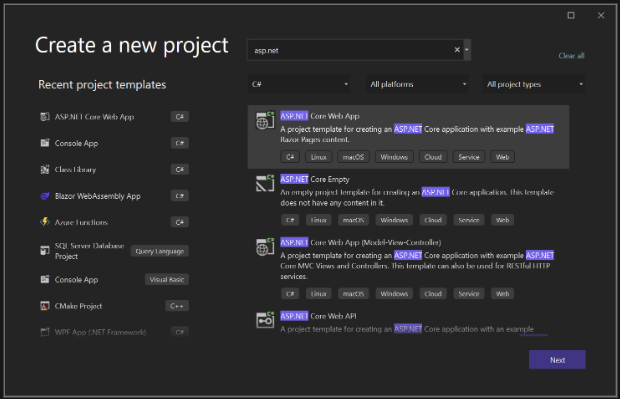 Create a new project
asp.net
Clear all
Recent project templates
C#
All platforms
All project types
ASP.NET Core Web App
C#
Console App
C#
Class Library
C#
Blazor WebAssembly App
C#
Azure Functions
C#
SQL Server Database
Project
Query Language
Console App
Visual Basic
CMake Project
C++
WPF App (.NET Framework)
C#
ASP.NET Core Web App
A project template for creating an ASP.NET Core application with example ASP.NET
Razor Pages content.
C# Linux macOS Windows Cloud Service Web
ASP.NET Core Empty
An empty project template for creating an ASP.NET Core application. This template
does not have any content in it.
C# Linux macOS Windows Cloud Service Web
ASP.NET Core Web App (Model-View-Controller)
A project template for creating an ASP.NET Core application with example ASP.NET
Core MVC Views and Controllers. This template can also be used for RESTful HTTP
services.
C# Linux macOS Windows Cloud Service Web
ASP.NET Core Web API
A project template for creating an ASP.NET Core application with an example
Next